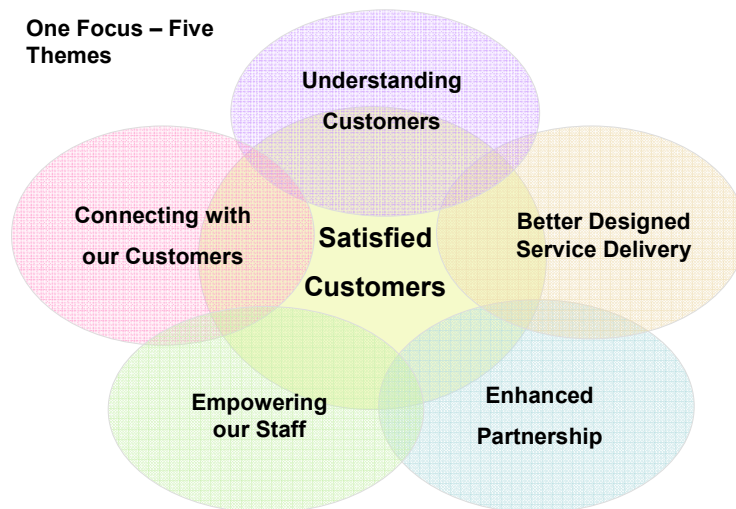 One Focus – Five
Themes
Understanding
Customers
Connecting with
our Customers
Satisfied
Customers
Better Designed
Service Delivery
Empowering
our Staff
Enhanced
Partnership